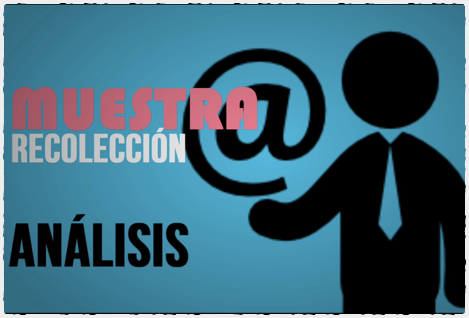 MUESTRA
RECOLECCIÓN
@
ANÁLISIS